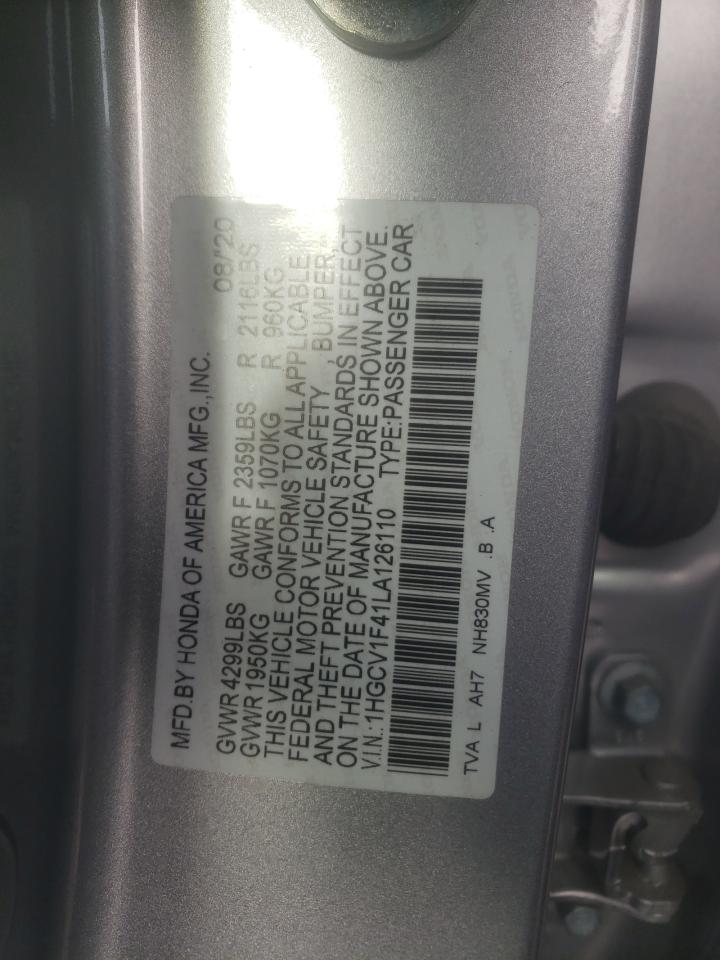 MFD.BY HONDA OF AMERICA MFG.,INC. 08/20
GVWR 4299LBS GAWR F 2359LBS R 2116LBS
GVWR 1950KG GAWR F 1070KG R 960KG
THIS VEHICLE CONFORMS TO ALL APPLICABLE
FEDERAL MOTOR VEHICLE SAFETY , BUMPER,
AND THEFT PREVENTION STANDARDS IN EFFECT
ON THE DATE OF MANUFACTURE SHOWN ABOVE.
V.I.N.:1HGCV1F41LA126110 TYPE:PASSENGER CAR
TVA L AH7 NH830MV .B .A